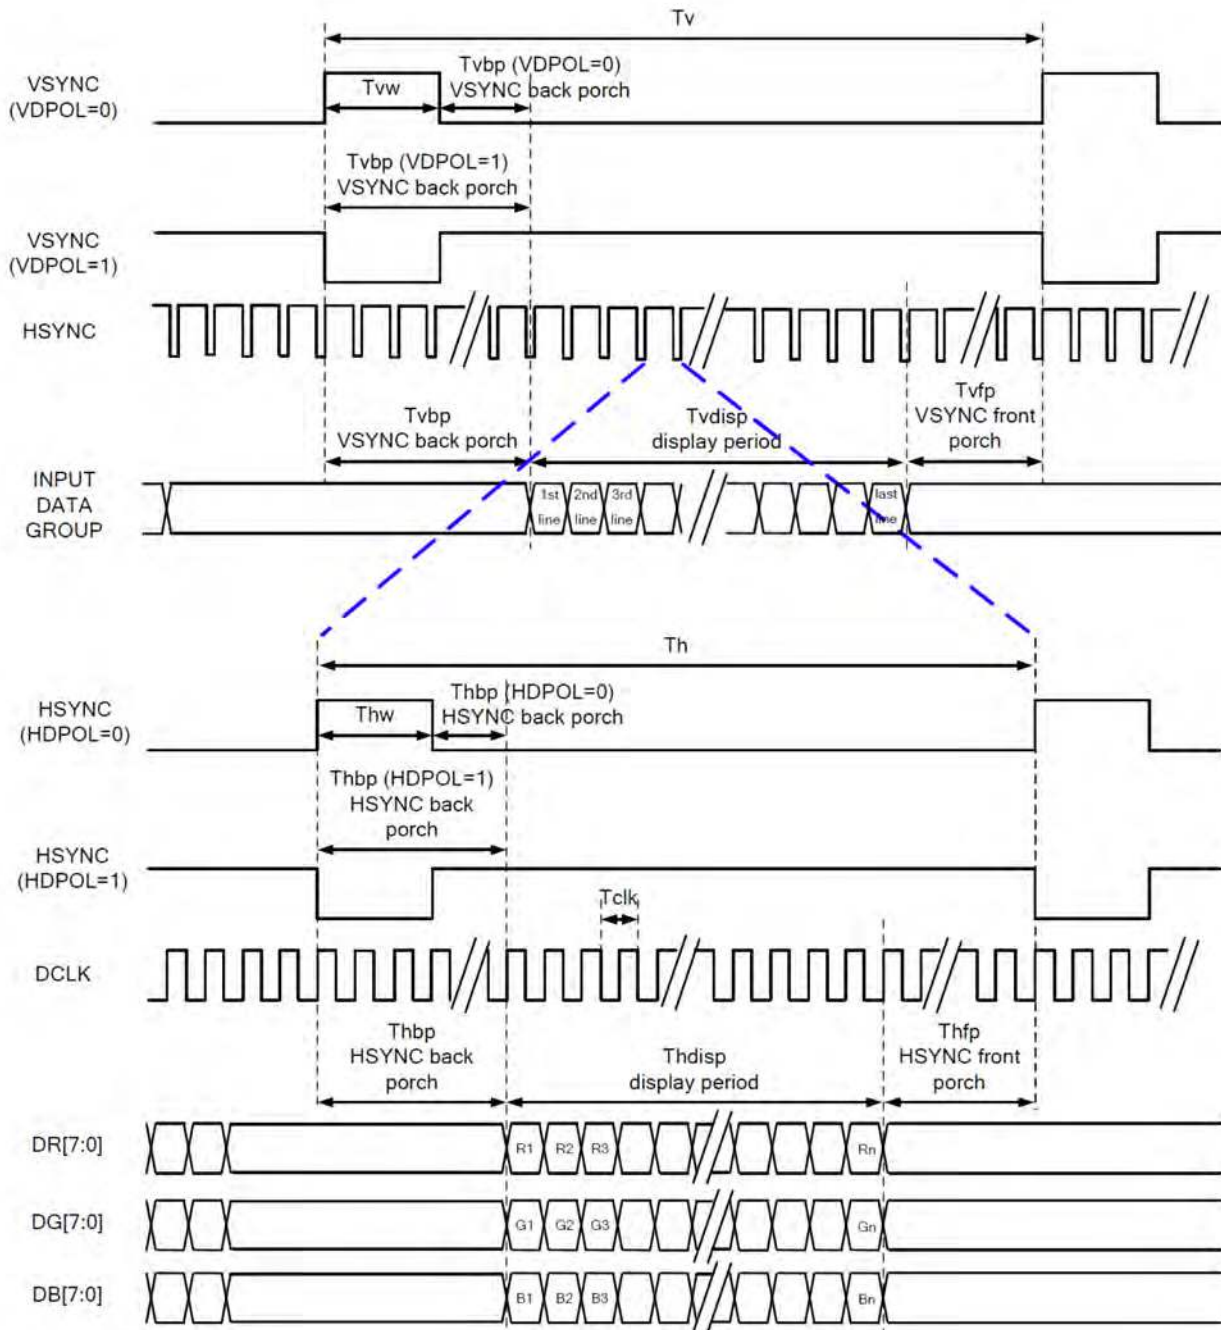 Tv
VSYNC
(VDPOL=0)
Tvw
Tvbp (VDPOL=0)
VSYNC back porch
Tvbp (VDPOL=1)
VSYNC back porch
VSYNC
(VDPOL=1)
HSYNC
Tvbp
VSYNC back porch
Tvdisp
display period
Tvfp
VSYNC front
porch
INPUT
DATA
GROUP
1st
line
2nd
line
3rd
line
last
line
Th
HSYNC
(HDPOL=0)
Thw
Thbp (HDPOL=0)
HSYNC back porch
Thbp (HDPOL=1)
HSYNC back
porch
HSYNC
(HDPOL=1)
Tclk
DCLK
Thbp
HSYNC back
porch
Thdisp
display period
Thfp
HSYNC front
porch
DR[7:0]
R1 R2 R3 Rn
DG[7:0]
G1 G2 G3 Gn
DB[7:0]
B1 B2 B3 Bn